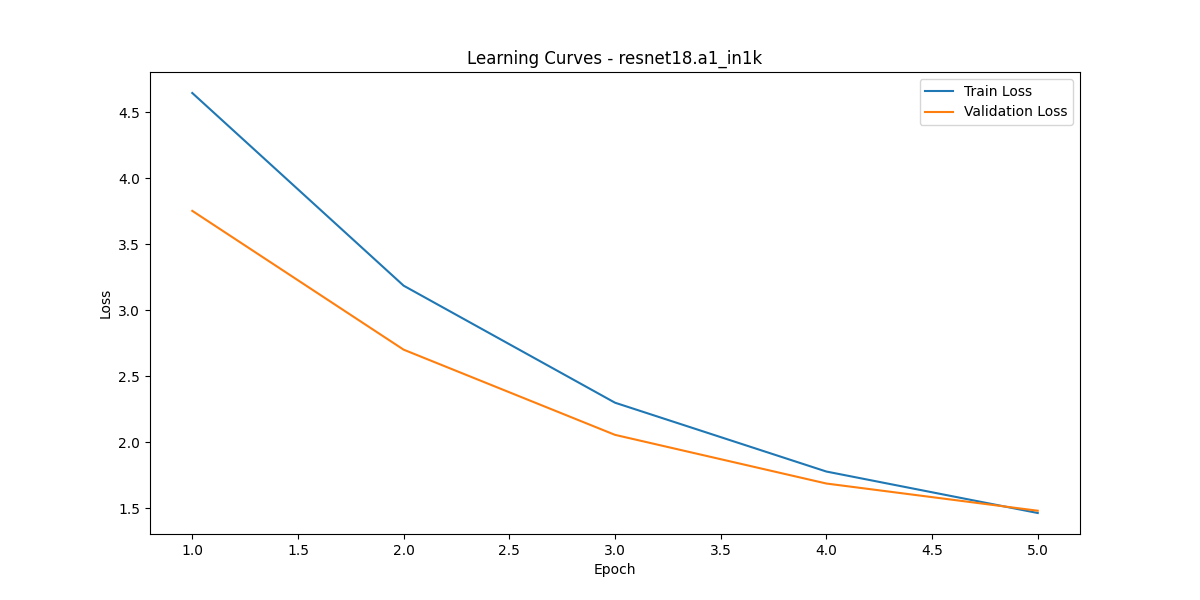 Learning Curves - resnet18.a1_in1k
Train Loss
Validation Loss
4.5
4.0
3.5
3.0
2.5
2.0
1.5
Loss
1.0 1.5 2.0 2.5 3.0 3.5 4.0 4.5 5.0
Epoch